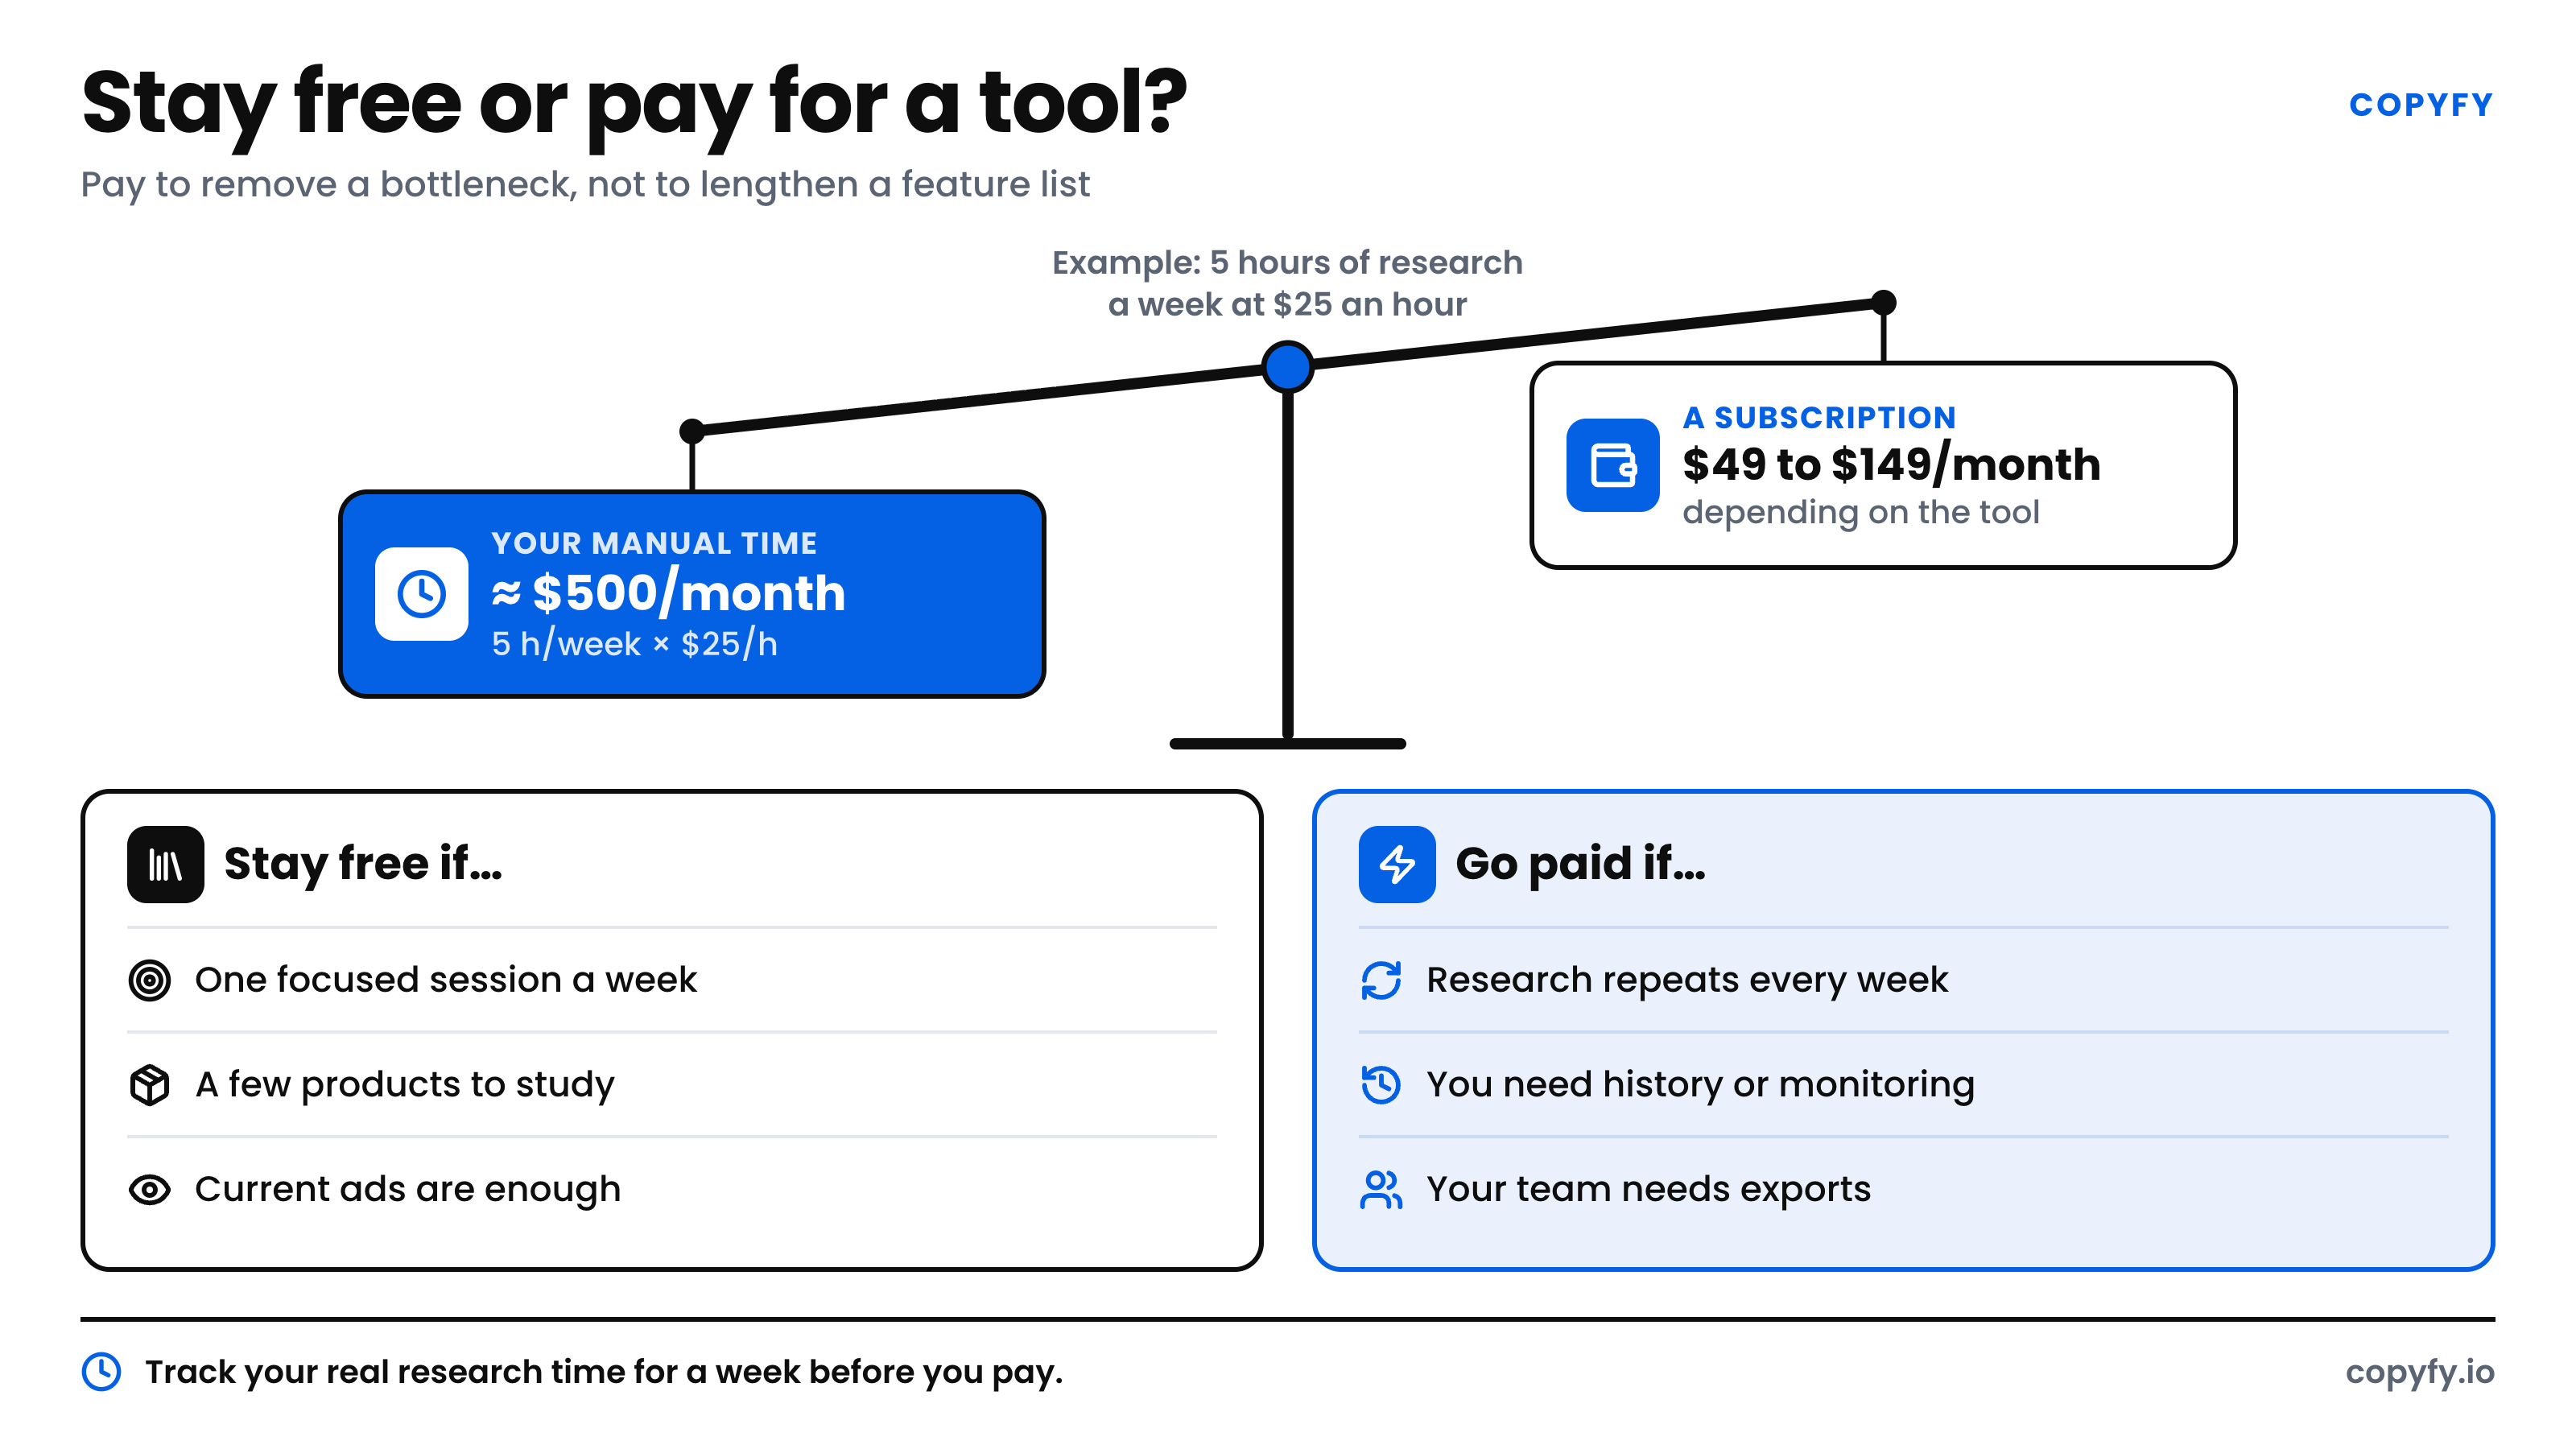 Stay free or pay for a tool?
COPYFY
Pay to remove a bottleneck, not to lengthen a feature list
Example: 5 hours of research
a week at $25 an hour
YOUR MANUAL TIME
≈ $500/month
5 h/week × $25/h
A SUBSCRIPTION
$49 to $149/month
depending on the tool
Stay free if...
One focused session a week
A few products to study
Current ads are enough
Go paid if...
Research repeats every week
You need history or monitoring
Your team needs exports
Track your real research time for a week before you pay.
copyfy.io